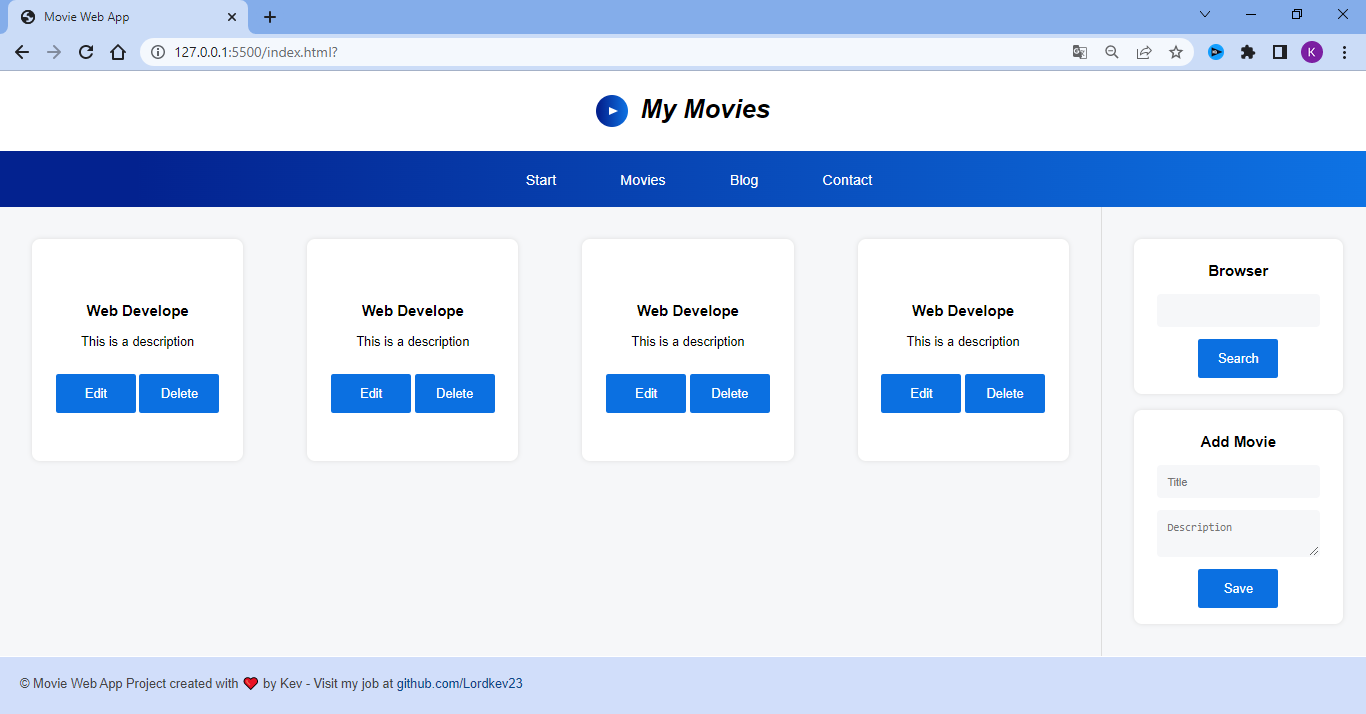 Movie Web App
127.0.0.1:5500/index.html?
K
My Movies
Start Movies Blog Contact
Web Develope
This is a description
Edit Delete
Web Develope
This is a description
Edit Delete
Web Develope
This is a description
Edit Delete
Web Develope
This is a description
Edit Delete
Browser
Search
Add Movie
Title
Description
Save
© Movie Web App Project created with ❤️ by Kev - Visit my job at github.com/Lordkev23